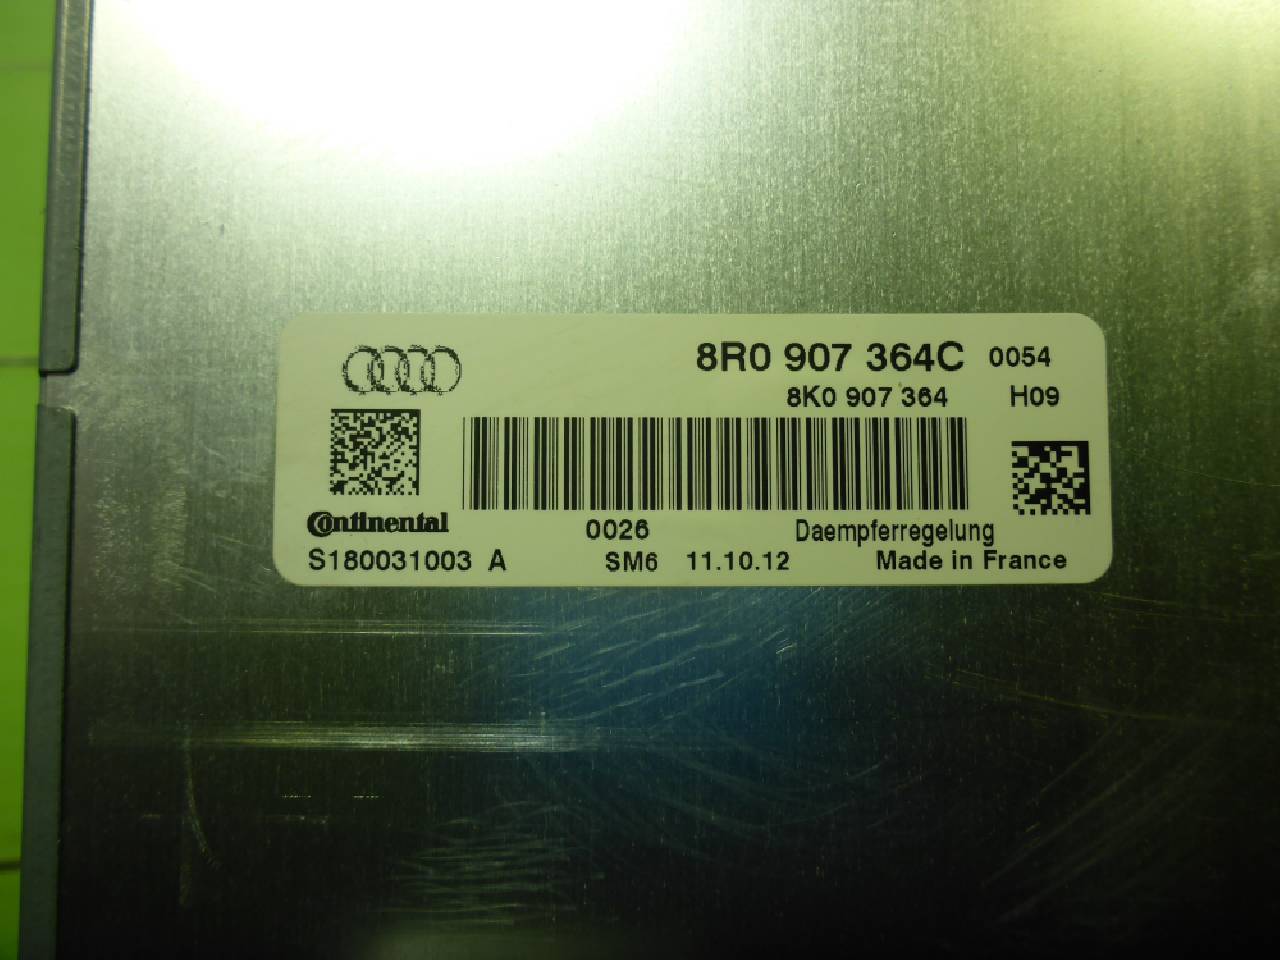 8R0 907 364C 0054
8K0 907 364 H09
Continental 0026 Daempferregelung
S180031003 A SM6 11.10.12 Made in France